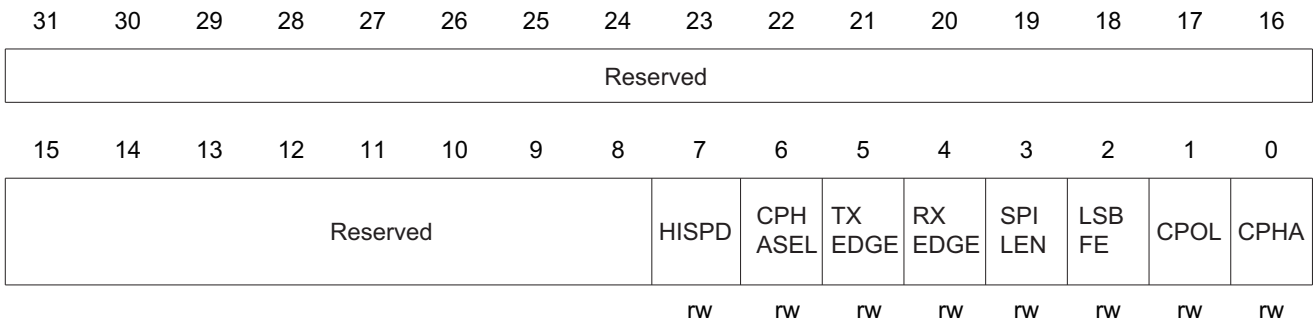 31 30 29 28 27 26 25 24 23 22 21 20 19 18 17 16
Reserved
15 14 13 12 11 10 9 8 7 6 5 4 3 2 1 0
Reserved HISPD CPH ASEL TX EDGE RX EDGE SPI LEN LSB FE CPOL CPHA
rw rw rw rw rw rw rw rw